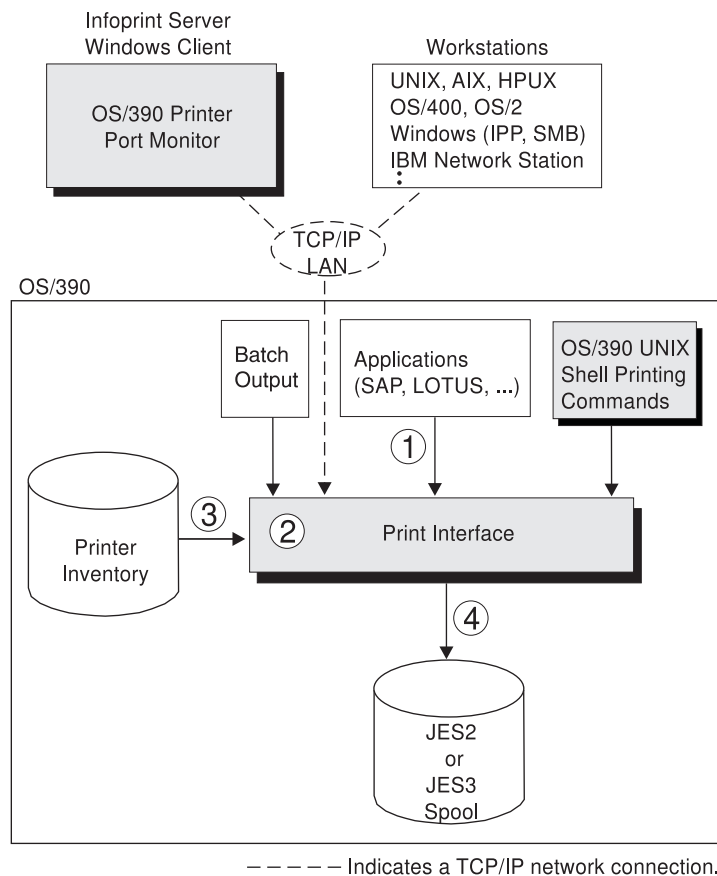 Infoprint Server
Windows Client
OS/390 Printer
Port Monitor
Workstations
UNIX, AIX, HPUX
OS/400, OS/2
Windows (IPP, SMB)
IBM Network Station
⋮
TCP/IP
LAN
OS/390
Batch
Output
Applications
(SAP, LOTUS, ...)
OS/390 UNIX
Shell Printing
Commands
①
Printer
Inventory
③
②
Print Interface
④
JES2
or
JES3
Spool
– – – – – Indicates a TCP/IP network connection.